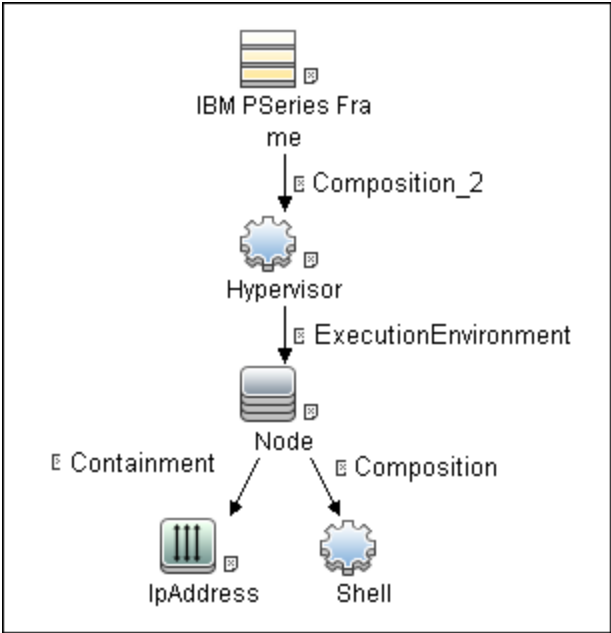 IBM PSeries Fra
me
Composition_2
Hypervisor
ExecutionEnvironment
Node
Containment
Composition
IpAddress
Shell